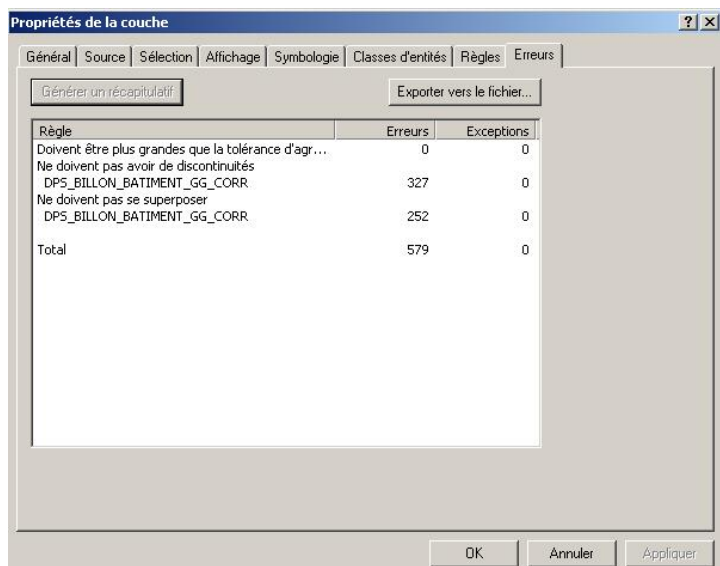 Propriétés de la couche ? ×
Général Source Sélection Affichage Symbologie Classes d'entités Règles Erreurs
Générer un récapitulatif Exporter vers le fichier...
Règle Erreurs Exceptions
Doivent être plus grandes que la tolérance d'agr... 0 0
Ne doivent pas avoir de discontinuités
DPS_BILLON_BATIMENT_GG_CORR 327 0
Ne doivent pas se superposer
DPS_BILLON_BATIMENT_GG_CORR 252 0
Total 579 0
OK Annuler Appliquer